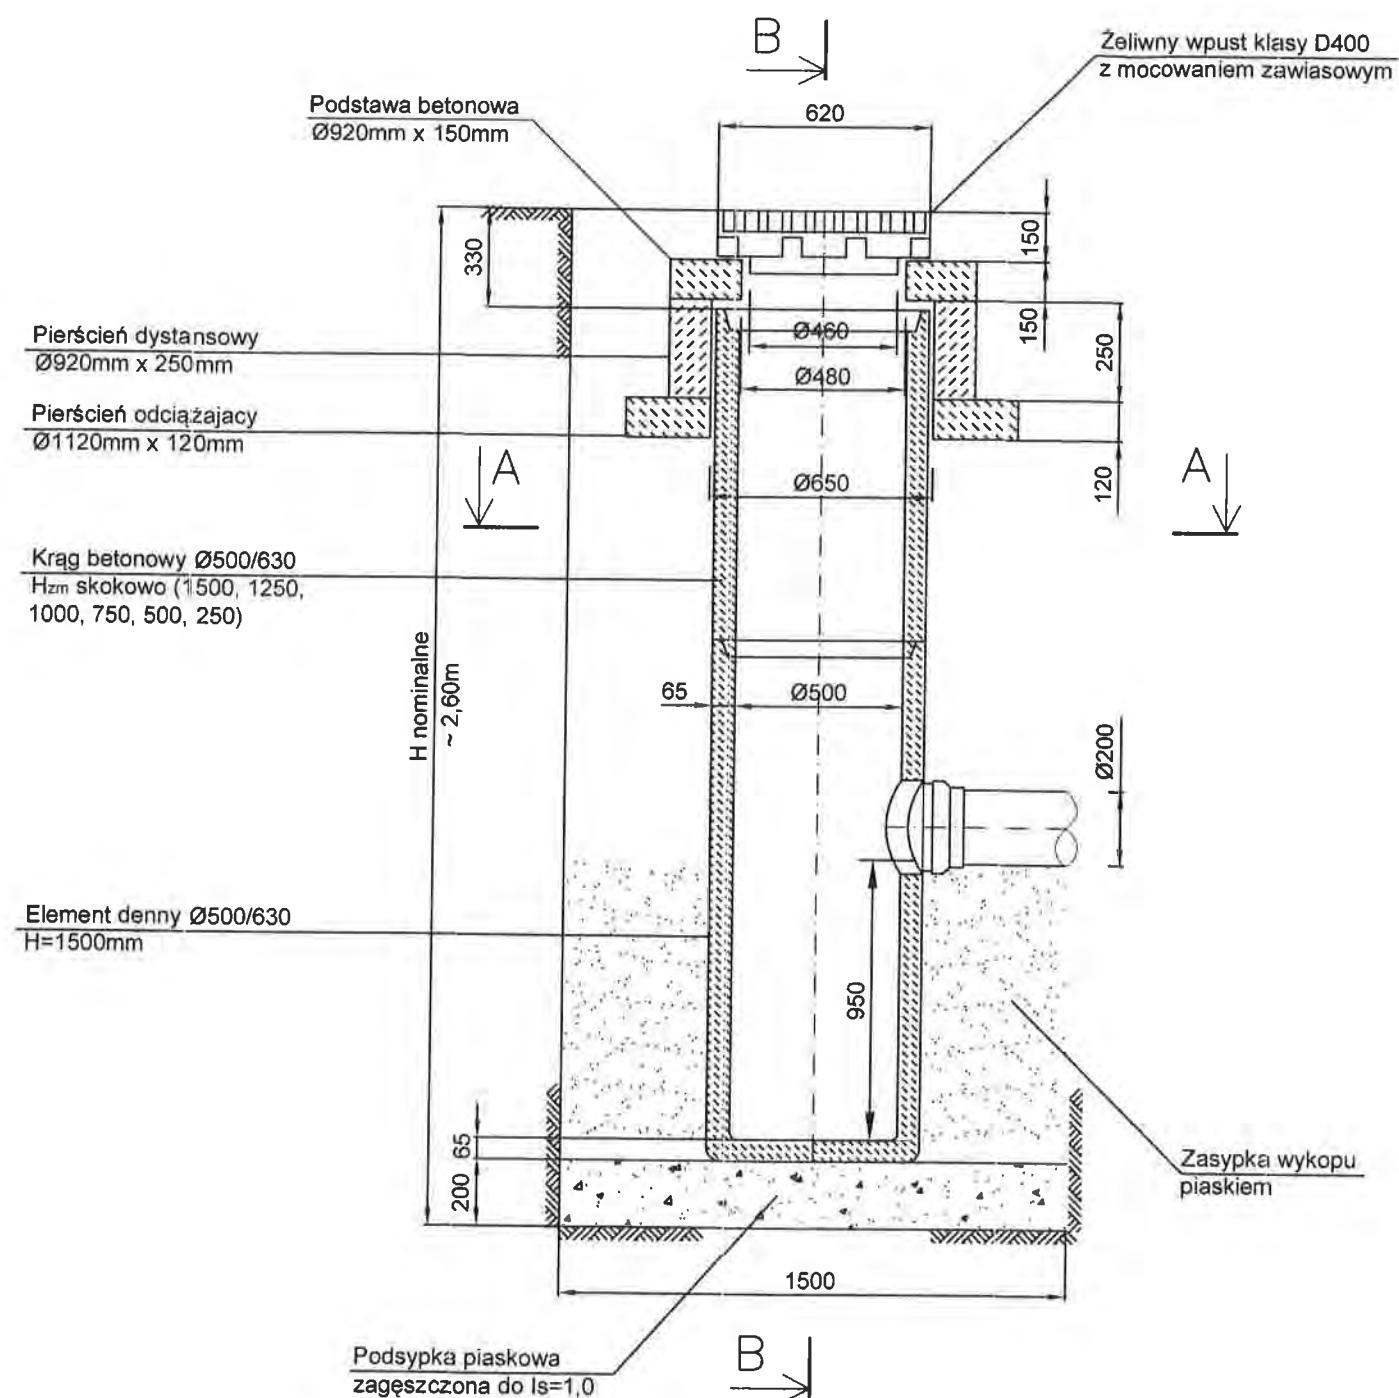 B
Żeliwny wpust klasy D400
z mocowaniem zawiasowym
Podstawa betonowa
Ø920mm x 150mm
620
330
150
150
250
120
Pierścień dystansowy
Ø920mm x 250mm
Pierścień odciążajacy
Ø1120mm x 120mm
Ø460
Ø480
A
A
Ø650
Krąg betonowy Ø500/630
Hzm skokowo (1500, 1250,
1000, 750, 500, 250)
H nominalne
~ 2,60m
65
Ø500
Ø200
Element denny Ø500/630
H=1500mm
950
65
200
Zasypka wykopu
piaskiem
1500
Podsypka piaskowa
zagęszczona do Is=1,0
B